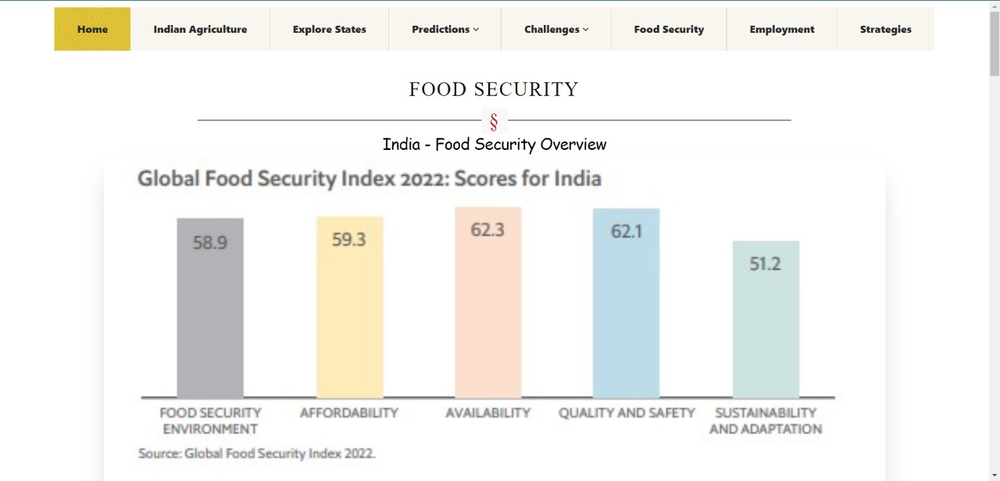 Home Indian Agriculture Explore States Predictions Challenges Food Security Employment Strategies
FOOD SECURITY
§
India - Food Security Overview
Global Food Security Index 2022: Scores for India
58.9 59.3 62.3 62.1 51.2
FOOD SECURITY ENVIRONMENT AFFORDABILITY AVAILABILITY QUALITY AND SAFETY SUSTAINABILITY AND ADAPTATION
Source: Global Food Security Index 2022.